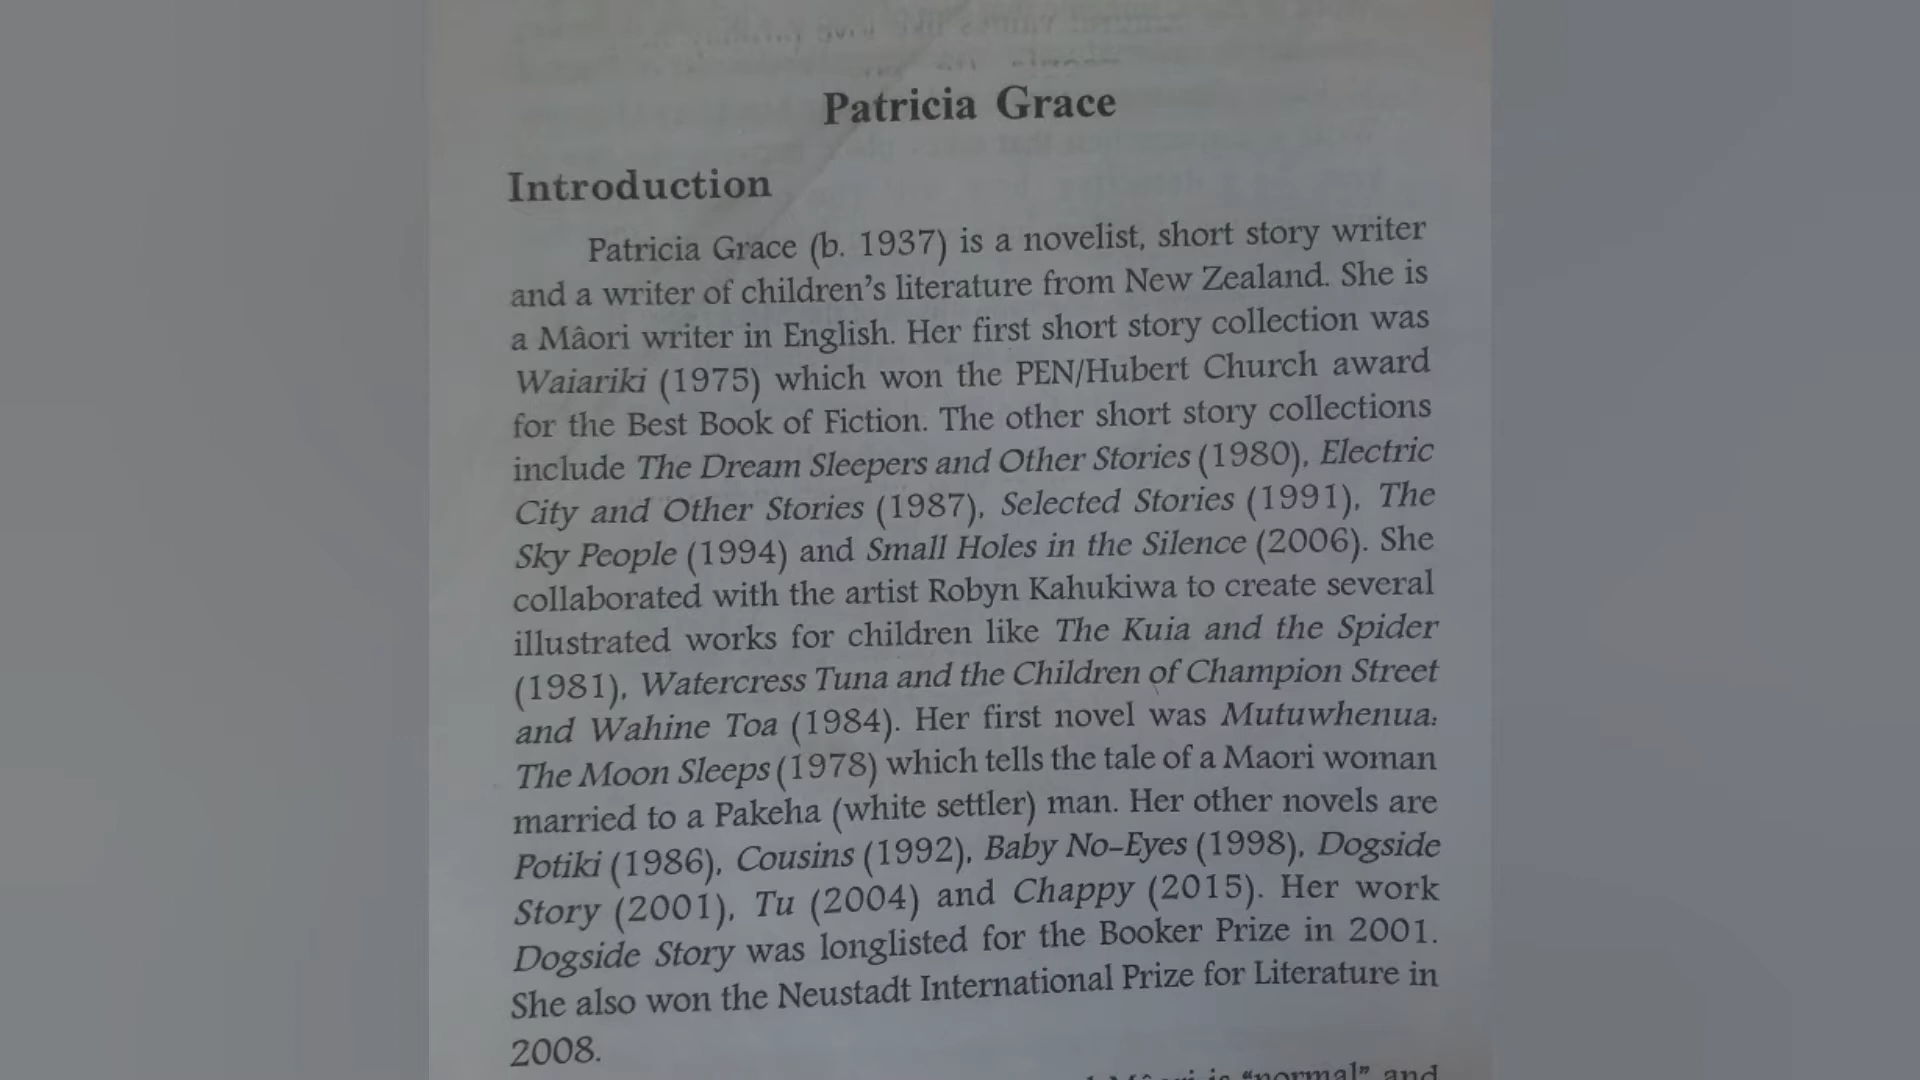 Patricia Grace
Introduction
Patricia Grace (b. 1937) is a novelist, short story writer
and a writer of children's literature from New Zealand. She is
a Mâori writer in English. Her first short story collection was
Waiariki (1975) which won the PEN/Hubert Church award
for the Best Book of Fiction. The other short story collections
include The Dream Sleepers and Other Stories (1980), Electric
City and Other Stories (1987), Selected Stories (1991), The
Sky People (1994) and Small Holes in the Silence (2006). She
collaborated with the artist Robyn Kahukiwa to create several
illustrated works for children like The Kuia and the Spider
(1981), Watercress Tuna and the Children of Champion Street
and Wahine Toa (1984). Her first novel was Mutuwhenua:
The Moon Sleeps (1978) which tells the tale of a Maori woman
married to a Pakeha (white settler) man. Her other novels are
Potiki (1986), Cousins (1992), Baby No-Eyes (1998), Dogside
Story (2001), Tu (2004) and Chappy (2015). Her work
Dogside Story was longlisted for the Booker Prize in 2001.
She also won the Neustadt International Prize for Literature in
2008.
is "normal" and